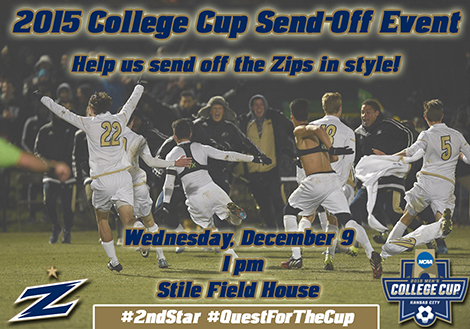 2015 College Cup Send-Off Event
Help us send off the Zips in style!
22
5
Wednesday, December 9
1 pm
Stile Field House
Z
#2ndStar #QuestForTheCup
NCAA
2015 MEN'S
COLLEGE CUP
KANSAS CITY